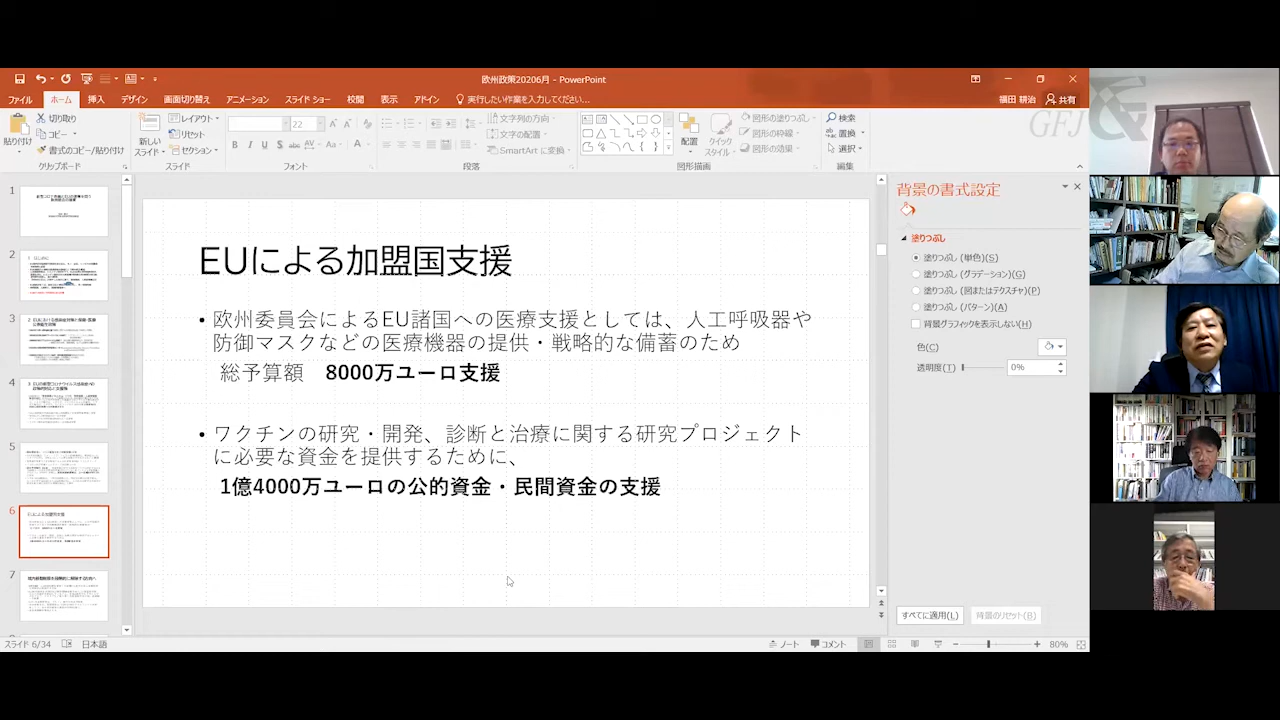 欧州政策20206月 - PowerPoint
ファイル
ホーム
挿入
デザイン
画面切り替え
アニメーション
スライド ショー
校閲
表示
アドイン
実行したい作業を入力してください...
福田 耕治
共有
貼り付け
切り取り
コピー
書式のコピー/貼り付け
クリップボード
新しい
スライド
レイアウト
リセット
セクション
スライド
22
フォント
文字列の方向
文字の配置
SmartArt に変換
段落
配置
クイック
スタイル
図形の塗りつぶし
図形の枠線
図形の効果
図形描画
検索
置換
選択
編集
GFJ
1
2
3
4
5
6
7
EUによる加盟国支援
• 欧州委員会によるEU諸国への医療支援としては、人工呼吸器や
防御マスクなどの医療機器の提供・戦略的な備蓄のため
総予算額 8000万ユーロ支援
• ワクチンの研究・開発、診断と治療に関する研究プロジェクト
に必要な資金を提供するために、
1億4000万ユーロの公的資金・民間資金の支援
背景の書式設定
塗りつぶし
塗りつぶし (単色)(S)
塗りつぶし (グラデーション)(G)
塗りつぶし (図またはテクスチャ)(P)
塗りつぶし (パターン)(A)
背景グラフィックを表示しない(H)
色(C)
透明度(T)
0%
すべてに適用(L)
背景のリセット(B)
スライド 6/34
日本語
ノート
コメント
80%